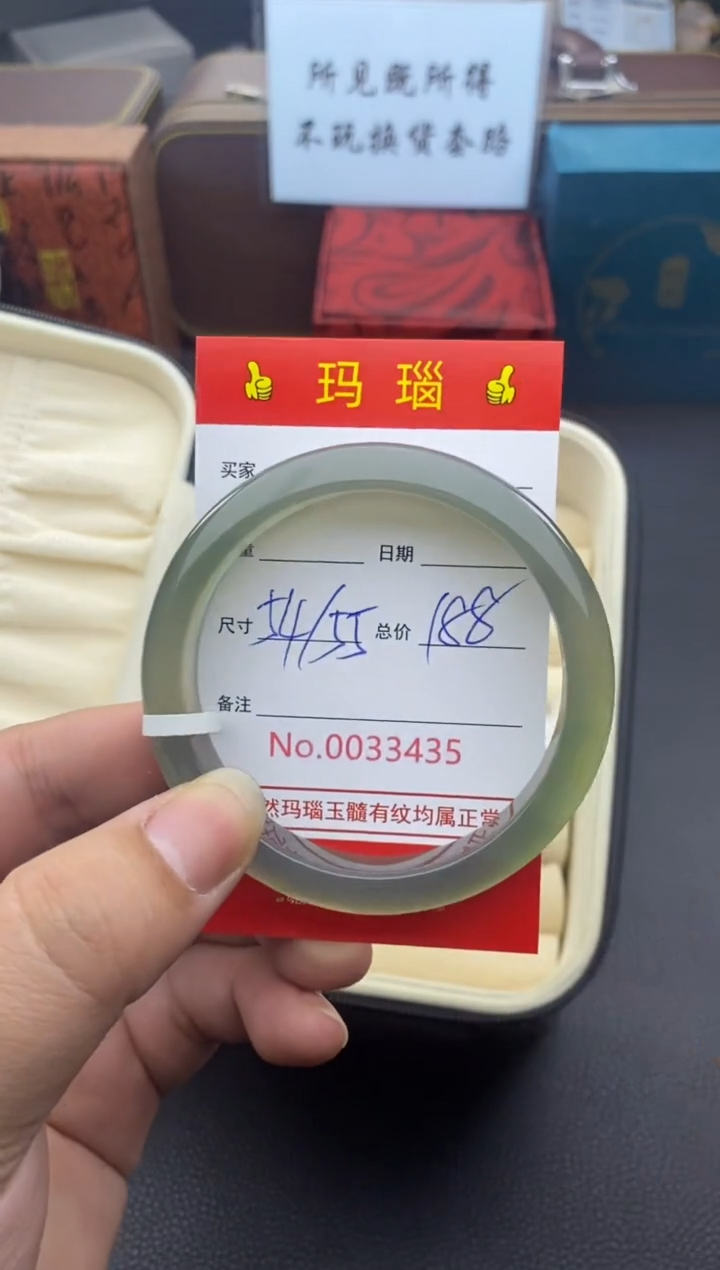 所见既所得
不玩换货套路
玛瑙
买家
量 日期
尺寸 54/55 总价 188
备注
No.0033435
然玛瑙玉髓有纹均属正常